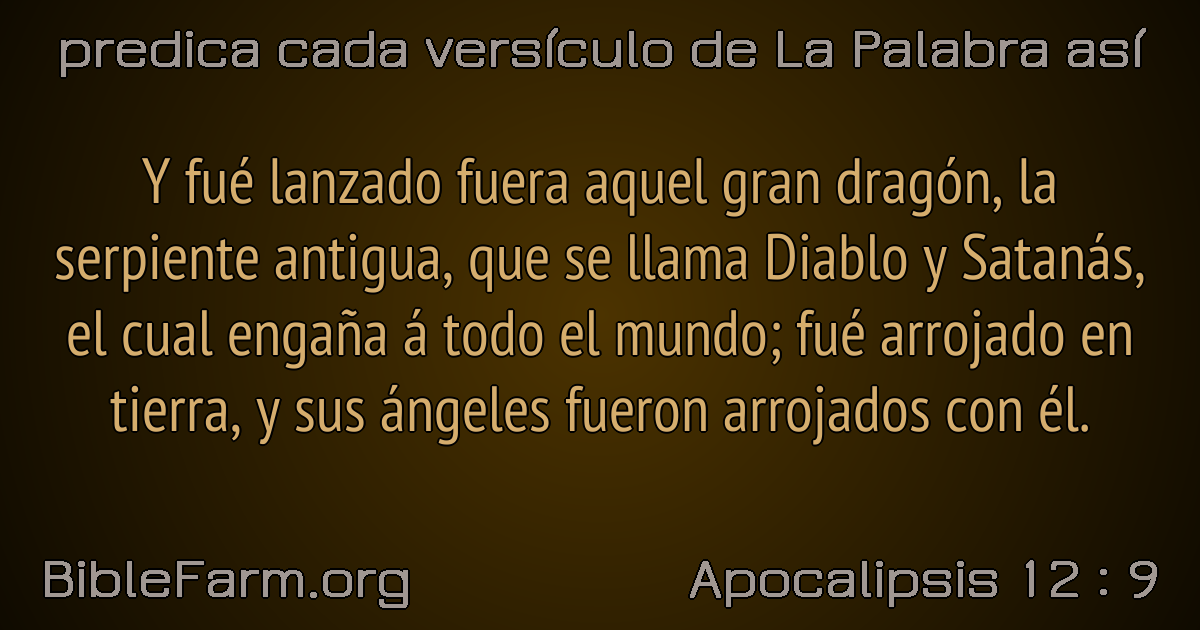 predica cada versículo de La Palabra así
Y fué lanzado fuera aquel gran dragón, la
serpiente antigua, que se llama Diablo y Satanás,
el cual engaña á todo el mundo; fué arrojado en
tierra, y sus ángeles fueron arrojados con él.
BibleFarm.org
Apocalipsis 12 : 9